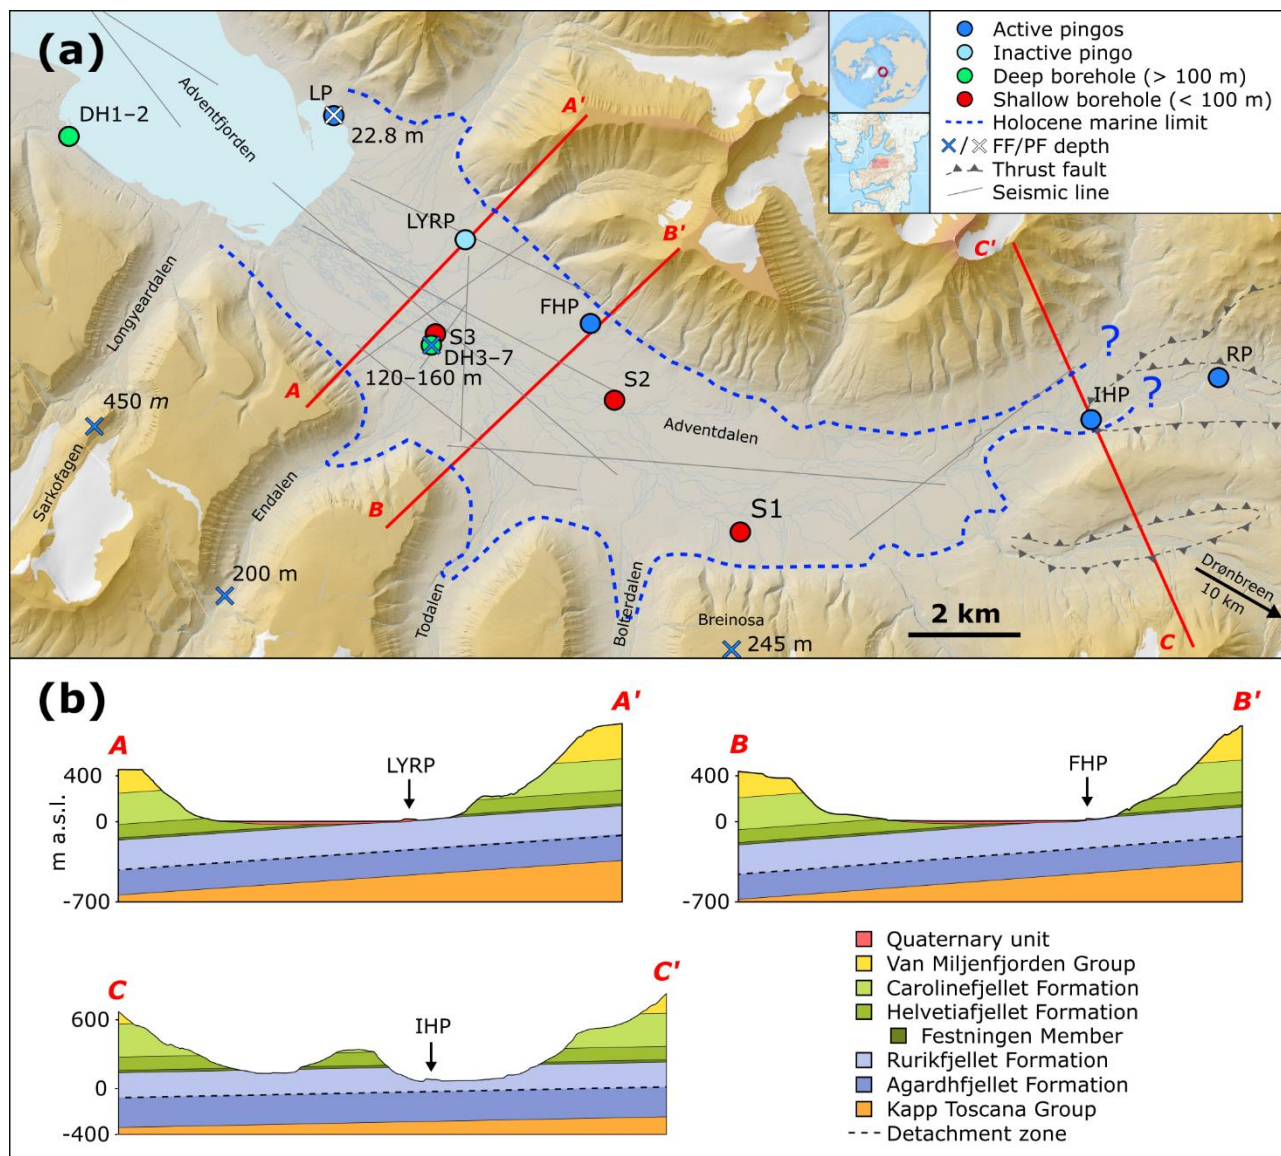 (a)
Active pingos
Inactive pingo
Deep borehole (> 100 m)
Shallow borehole (< 100 m)
Holocene marine limit
/ FF/PF depth
Thrust fault
Seismic line
DH1–2
Adventfjorden
LP
22.8 m
A'
LYRP
B'
C'
FHP
Longyeardalen
S3
DH3–7
120–160 m
A
S2
?
RP
IHP
?
450 m
Adventdalen
Sarkofagen
Endalen
B
S1
Drønbreen
10 km
200 m
Todalen
Bolterdalen
Breinosa
245 m
2 km
C
(b)
A
A'
LYRP
400
0
-700
m a.s.l.
B
B'
FHP
400
0
-700
C
C'
IHP
600
0
-400
Quaternary unit
Van Miljenfjorden Group
Carolinefjellet Formation
Helvetiafjellet Formation
Festningen Member
Rurikfjellet Formation
Agardhfjellet Formation
Kapp Toscana Group
Detachment zone